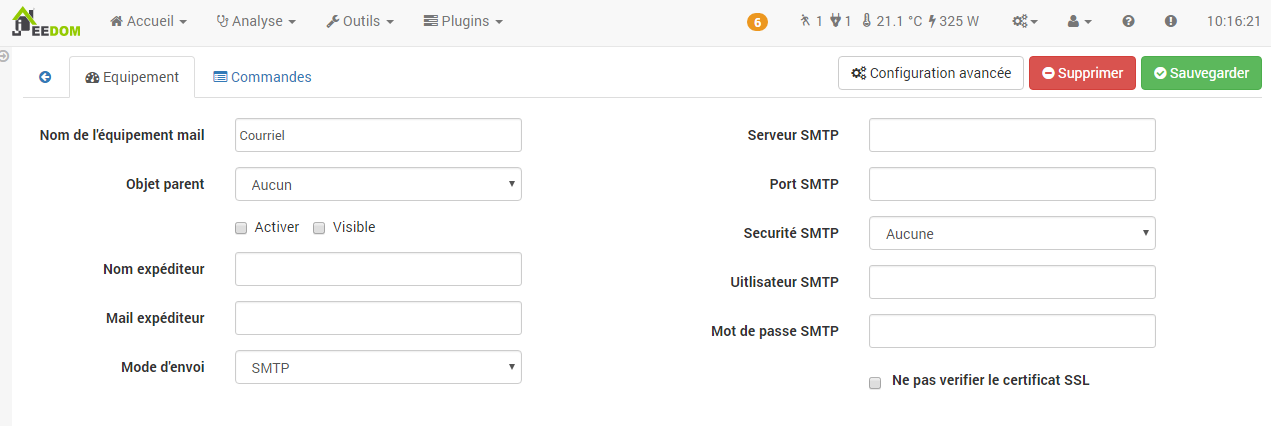 JEEDOM Accueil Analyse Outils Plugins 6 1 1 21.1 °C 325 W 10:16:21
Equipement Commandes Configuration avancée Supprimer Sauvegarder
Nom de l'équipement mail Courriel
Objet parent Aucun
Activer Visible
Nom expéditeur
Mail expéditeur
Mode d'envoi SMTP
Serveur SMTP
Port SMTP
Securité SMTP Aucune
Uitlisateur SMTP
Mot de passe SMTP
Ne pas verifier le certificat SSL